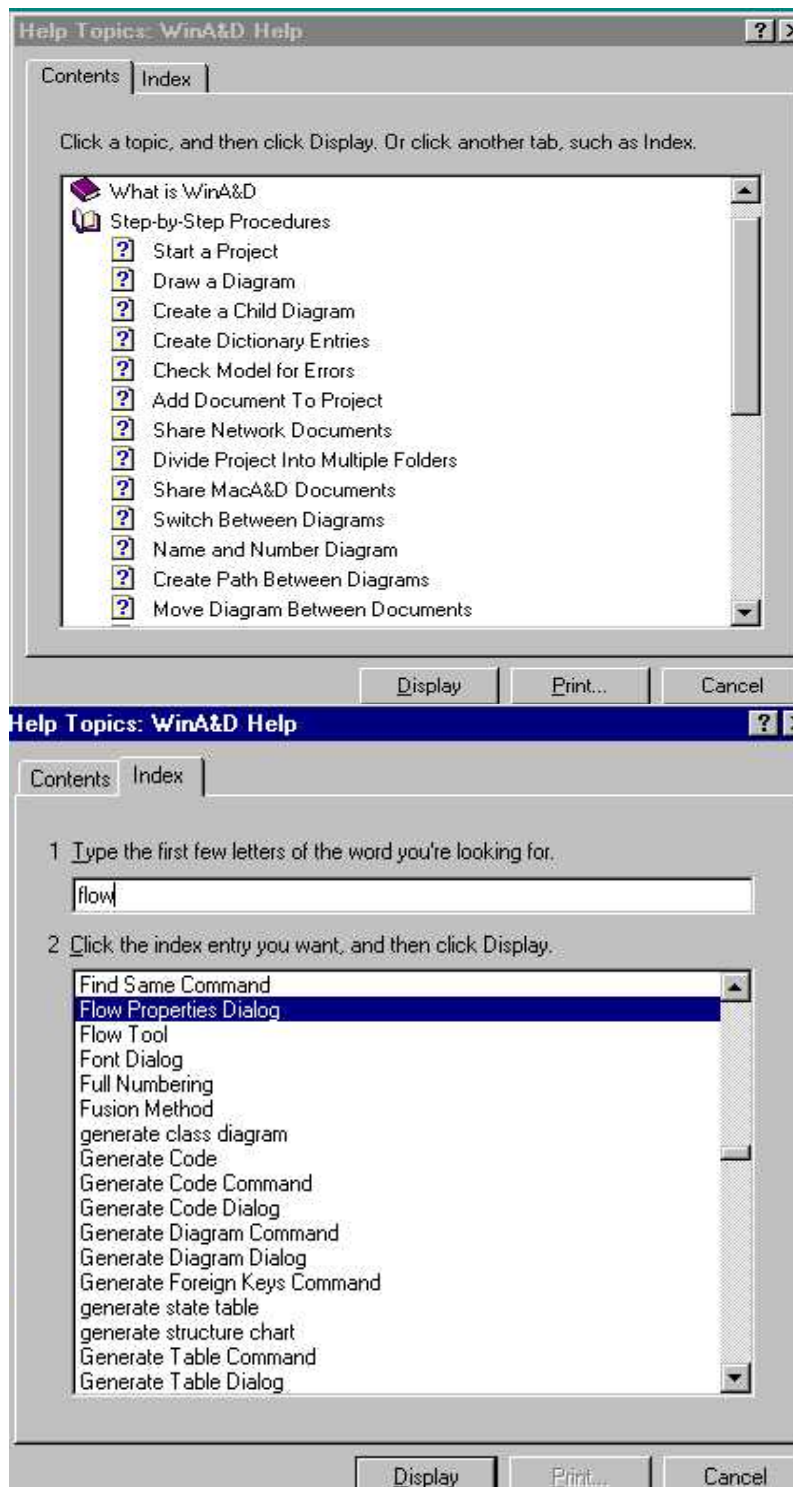 Help Topics: WinA&D Help
Contents Index
Click a topic, and then click Display. Or click another tab, such as Index.
What is WinA&D
Step-by-Step Procedures
Start a Project
Draw a Diagram
Create a Child Diagram
Create Dictionary Entries
Check Model for Errors
Add Document To Project
Share Network Documents
Divide Project Into Multiple Folders
Share MacA&D Documents
Switch Between Diagrams
Name and Number Diagram
Create Path Between Diagrams
Move Diagram Between Documents
Display Print... Cancel
Help Topics: WinA&D Help
Contents Index
1 Type the first few letters of the word you're looking for.
flow
2 Click the index entry you want, and then click Display.
Find Same Command
Flow Properties Dialog
Flow Tool
Font Dialog
Full Numbering
Fusion Method
generate class diagram
Generate Code
Generate Code Command
Generate Code Dialog
Generate Diagram Command
Generate Diagram Dialog
Generate Foreign Keys Command
generate state table
generate structure chart
Generate Table Command
Generate Table Dialog
Display Print... Cancel